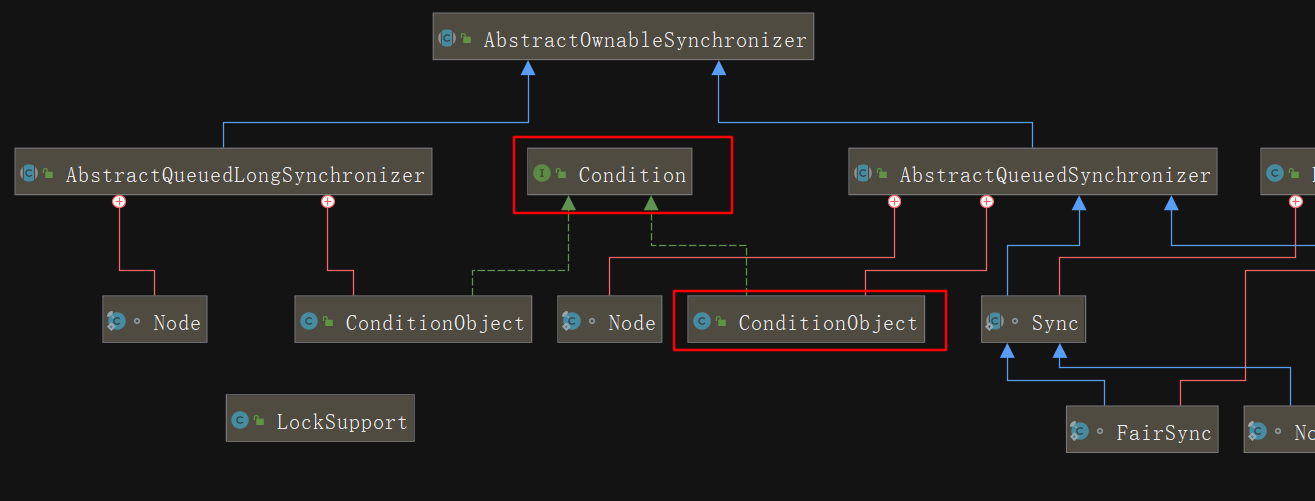 AbstractOwnableSynchronizer
AbstractQueuedLongSynchronizer
Condition
AbstractQueuedSynchronizer
Node
ConditionObject
Node
ConditionObject
Sync
LockSupport
FairSync